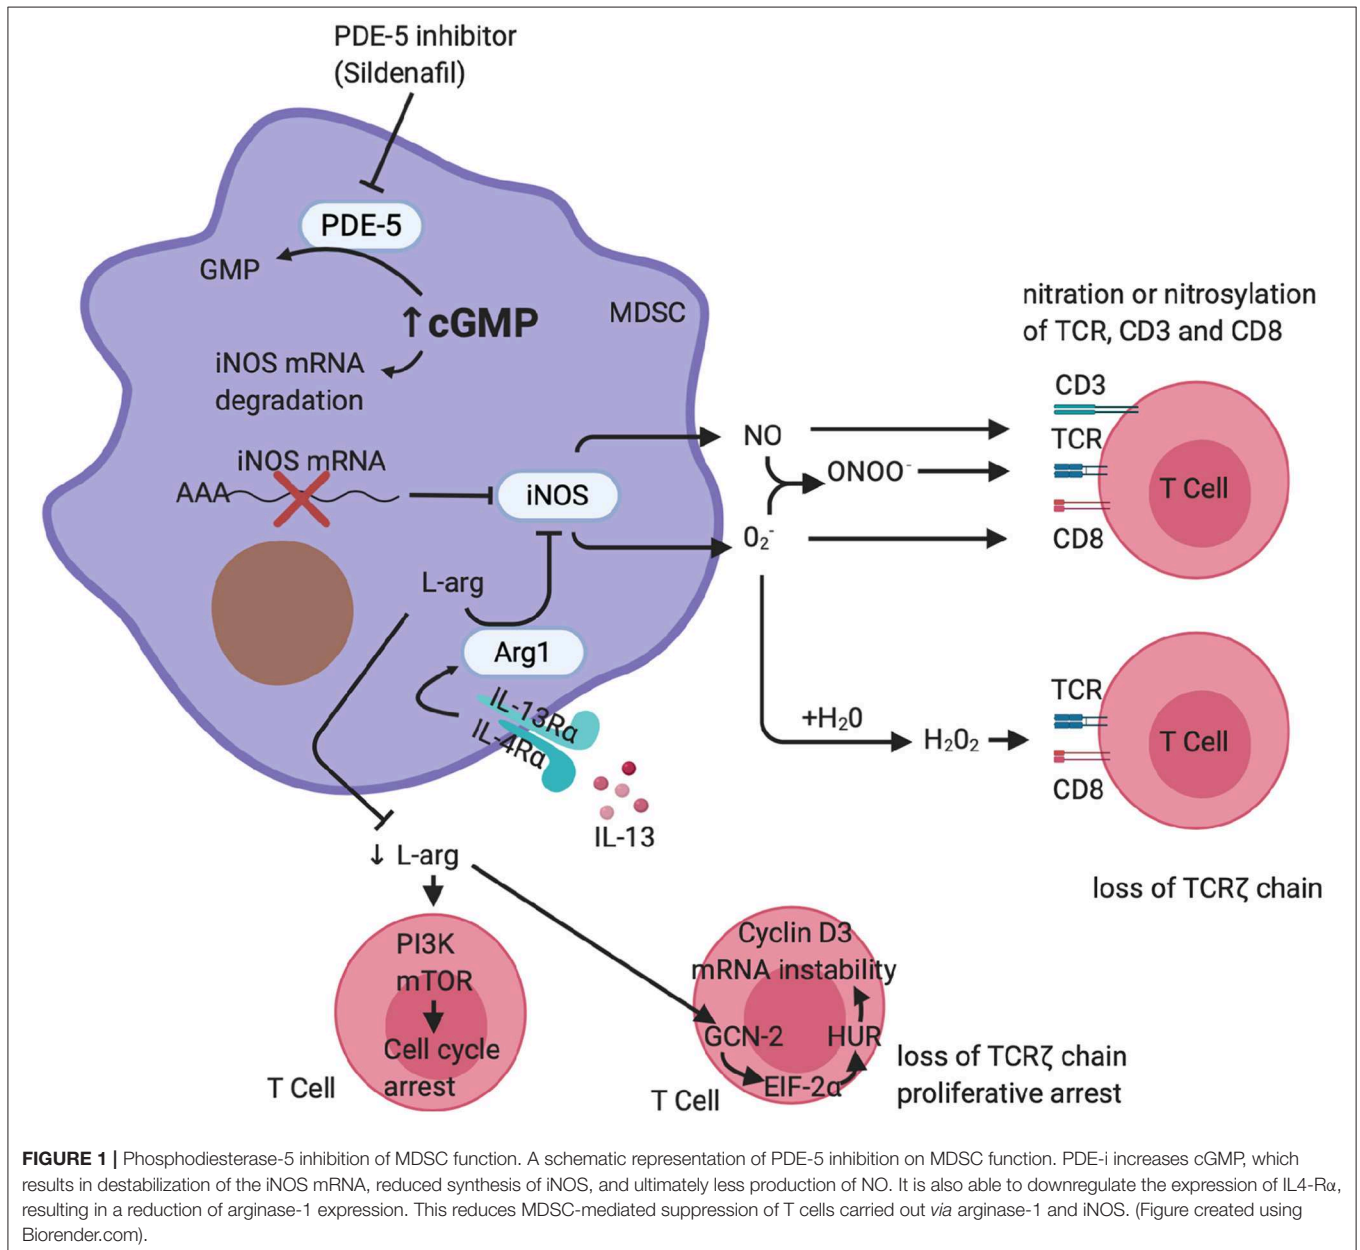 PDE-5 inhibitor
(Sildenafil)
PDE-5
GMP
↑ cGMP
MDSC
iNOS mRNA
degradation
iNOS mRNA
AAA
iNOS
L-arg
Arg1
IL-13Rα
IL-4Rα
IL-13
NO
ONOO⁻
0₂⁻
nitration or nitrosylation
of TCR, CD3 and CD8
CD3
TCR
CD8
T Cell
+H₂0
H₂0₂
TCR
CD8
T Cell
loss of TCRζ chain
↓ L-arg
PI3K
mTOR
Cell cycle
arrest
T Cell
Cyclin D3
mRNA instability
GCN-2
HUR
EIF-2α
T Cell
loss of TCRζ chain
proliferative arrest
FIGURE 1 | Phosphodiesterase-5 inhibition of MDSC function. A schematic representation of PDE-5 inhibition on MDSC function. PDE-i increases cGMP, which
results in destabilization of the iNOS mRNA, reduced synthesis of iNOS, and ultimately less production of NO. It is also able to downregulate the expression of IL4-Rα,
resulting in a reduction of arginase-1 expression. This reduces MDSC-mediated suppression of T cells carried out via arginase-1 and iNOS. (Figure created using
Biorender.com).